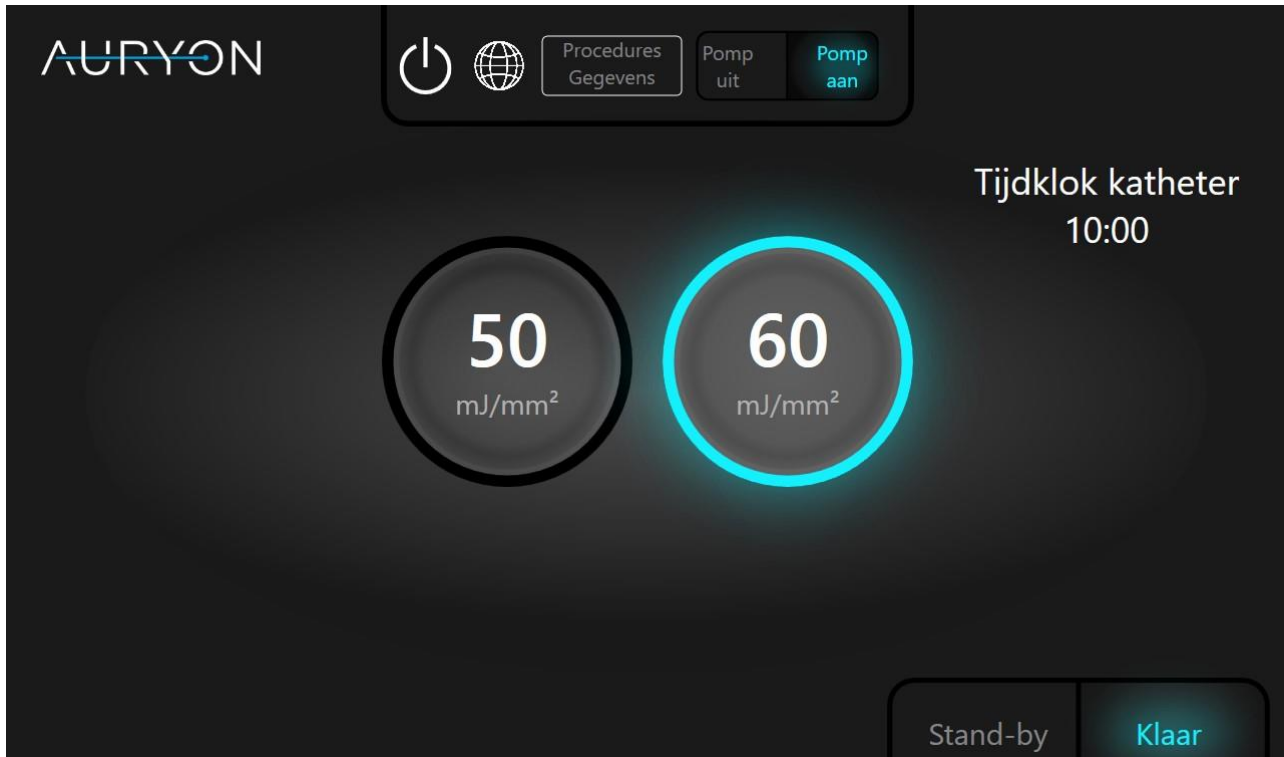 AURYON
Procedures
Gegevens
Pomp
uit
Pomp
aan
Tijdklok katheter
10:00
50
mJ/mm²
60
mJ/mm²
Stand-by
Klaar